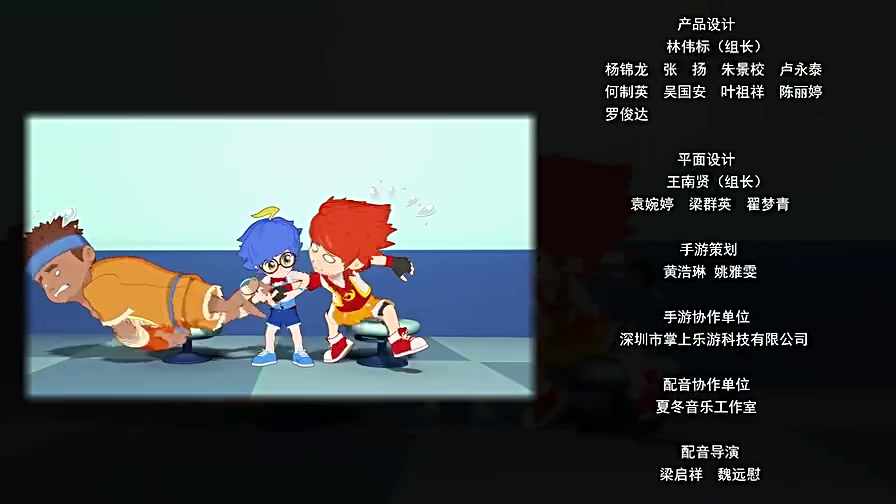 产品设计
林伟标（组长）
杨锦龙 张 扬 朱景校 卢永泰
何制英 吴国安 叶祖祥 陈丽婷
罗俊达
平面设计
王南贤（组长）
袁婉婷 梁群英 翟梦青
手游策划
黄浩琳 姚雅雯
手游协作单位
深圳市掌上乐游科技有限公司
配音协作单位
夏冬音乐工作室
配音导演
梁启祥 魏远慰